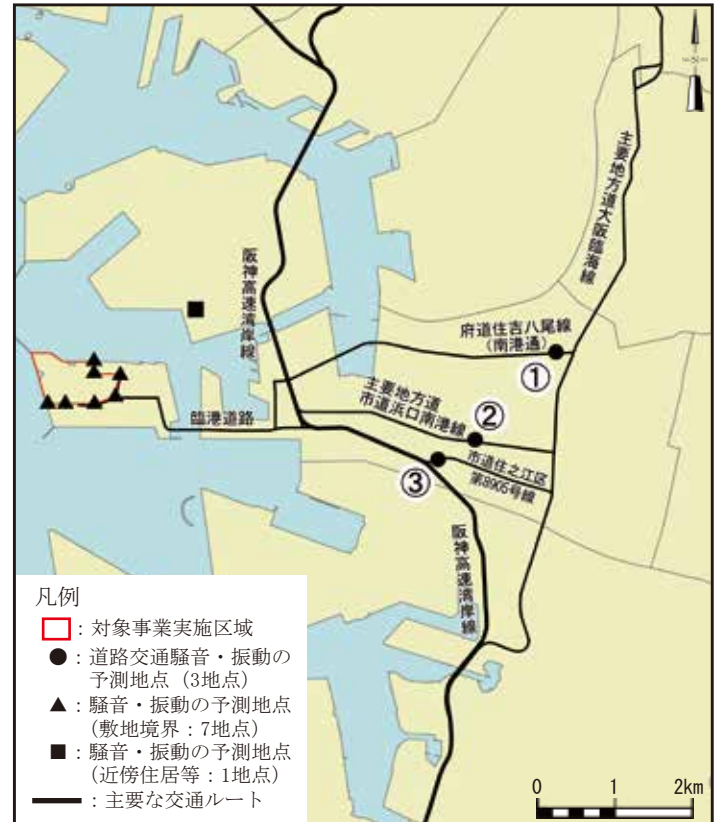 主要地方道大阪臨海線
阪神高速湾岸線
府道住吉八尾線
(南港通)
①
主要地方道
市道浜口南港線
②
臨港道路
市道住之江区
第8905号線
③
阪神高速湾岸線
凡例
：対象事業実施区域
：道路交通騒音・振動の
予測地点（3地点）
：騒音・振動の予測地点
（敷地境界：7地点）
：騒音・振動の予測地点
（近傍住居等：1地点）
：主要な交通ルート
0 1 2km